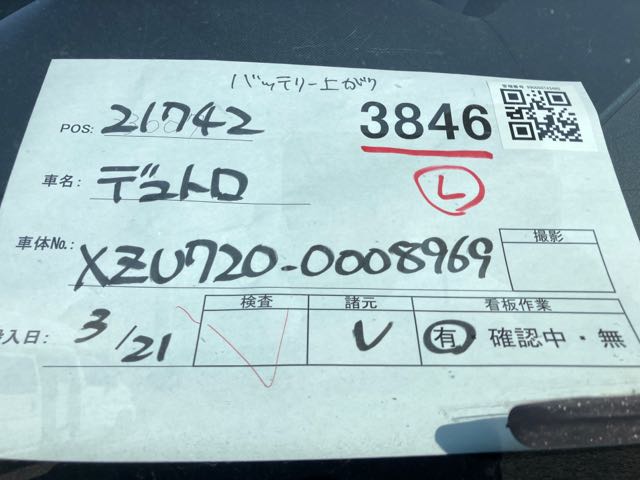 バッテリー上がり
POS: 26742
3846
車名: デュトロ
L
車体No.: XZU720-0008969
撮影
入日: 3/21
検査
諸元
レ
看板作業
有・確認中・無